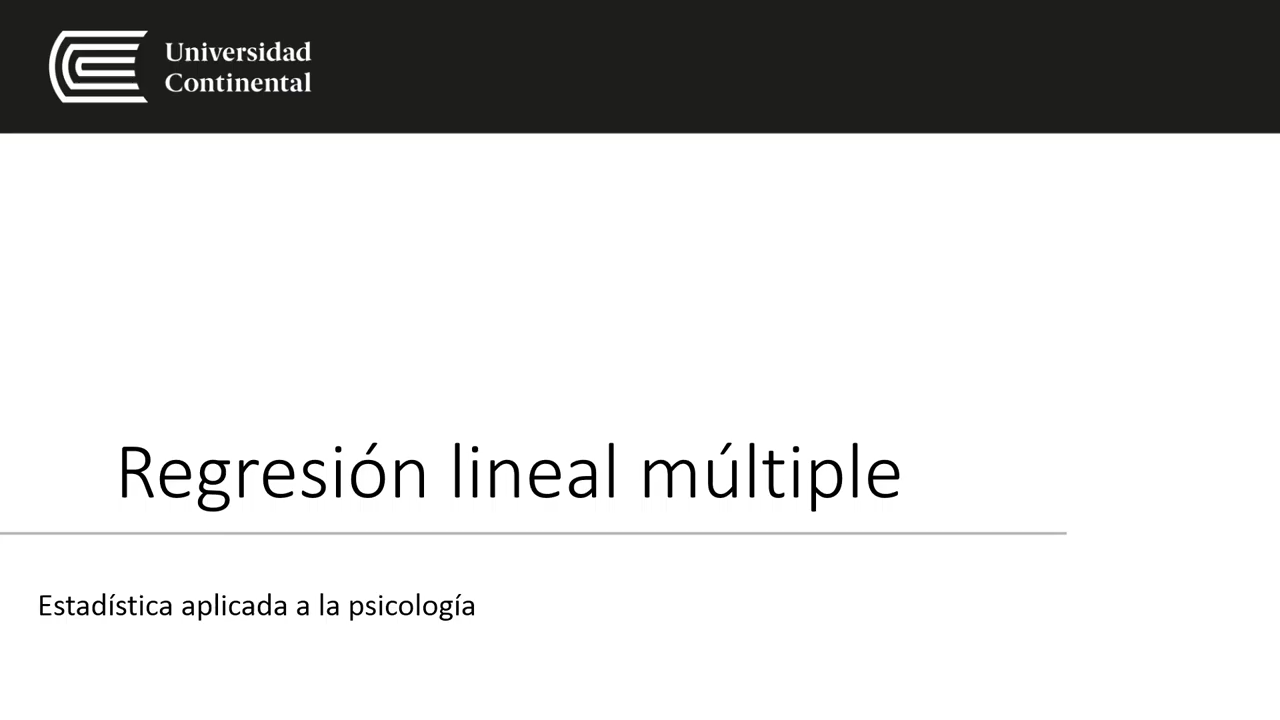 Universidad
Continental
Regresión lineal múltiple
Estadística aplicada a la psicología